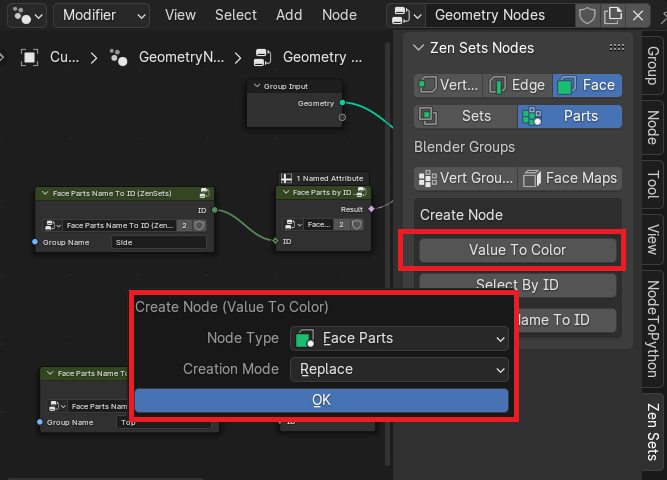 Modifier View Select Add Node Geometry Nodes
Cu... GeometryN... Geometry ...
Group Input
Geometry
1 Named Attribute
Face Parts Name To ID (ZenSets)
ID
Face Parts Name To ID (Zen... 2
Group Name Side
Face Parts by ID ...
Result
Face... 2
ID
Face Parts Name To
Face Parts Nam
Group Name Top
ID
Zen Sets Nodes
Vert... Edge Face
Sets Parts
Blender Groups
Vert Grou... Face Maps
Create Node
Value To Color
Select By ID
Name To ID
Create Node (Value To Color)
Node Type Face Parts
Creation Mode Replace
OK
Group
Node
Tool
View
NodeToPython
Zen Sets